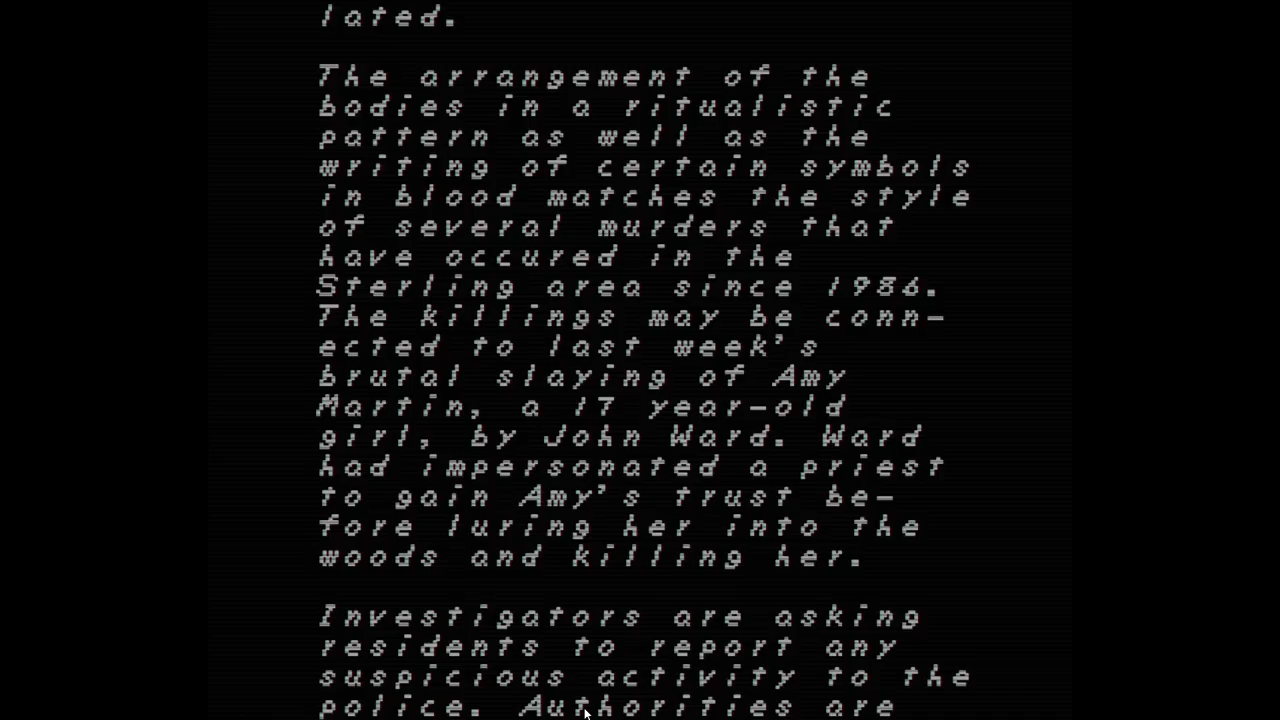 lated.
The arrangement of the
bodies in a ritualistic
pattern as well as the
writing of certain symbols
in blood matches the style
of several murders that
have occured in the
Sterling area since 1986.
The killings may be conn-
ected to last week's
brutal slaying of Amy
Martin, a 17 year-old
girl, by John Ward. Ward
had impersonated a priest
to gain Amy's trust be-
fore luring her into the
woods and killing her.
Investigators are asking
residents to report any
suspicious activity to the
police. Authorities are